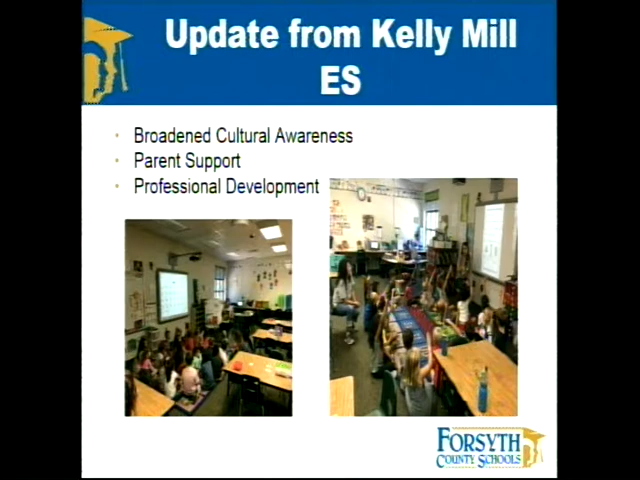 Update from Kelly Mill
ES
Broadened Cultural Awareness
Parent Support
Professional Development
FORSYTH
COUNTY SCHOOLS